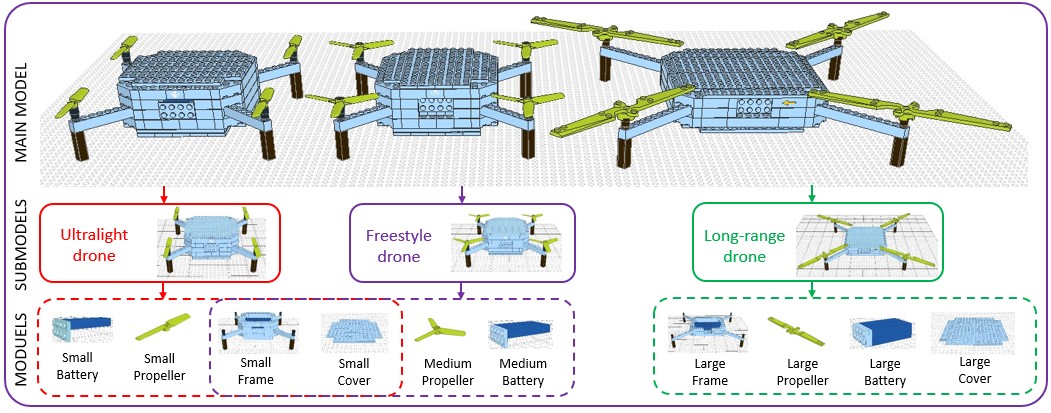 MAIN MODEL
SUBMODELS
Ultralight
drone
Freestyle
drone
Long-range
drone
MODUELS
Small
Battery
Small
Propeller
Small
Frame
Small
Cover
Medium
Propeller
Medium
Battery
Large
Frame
Large
Propeller
Large
Battery
Large
Cover